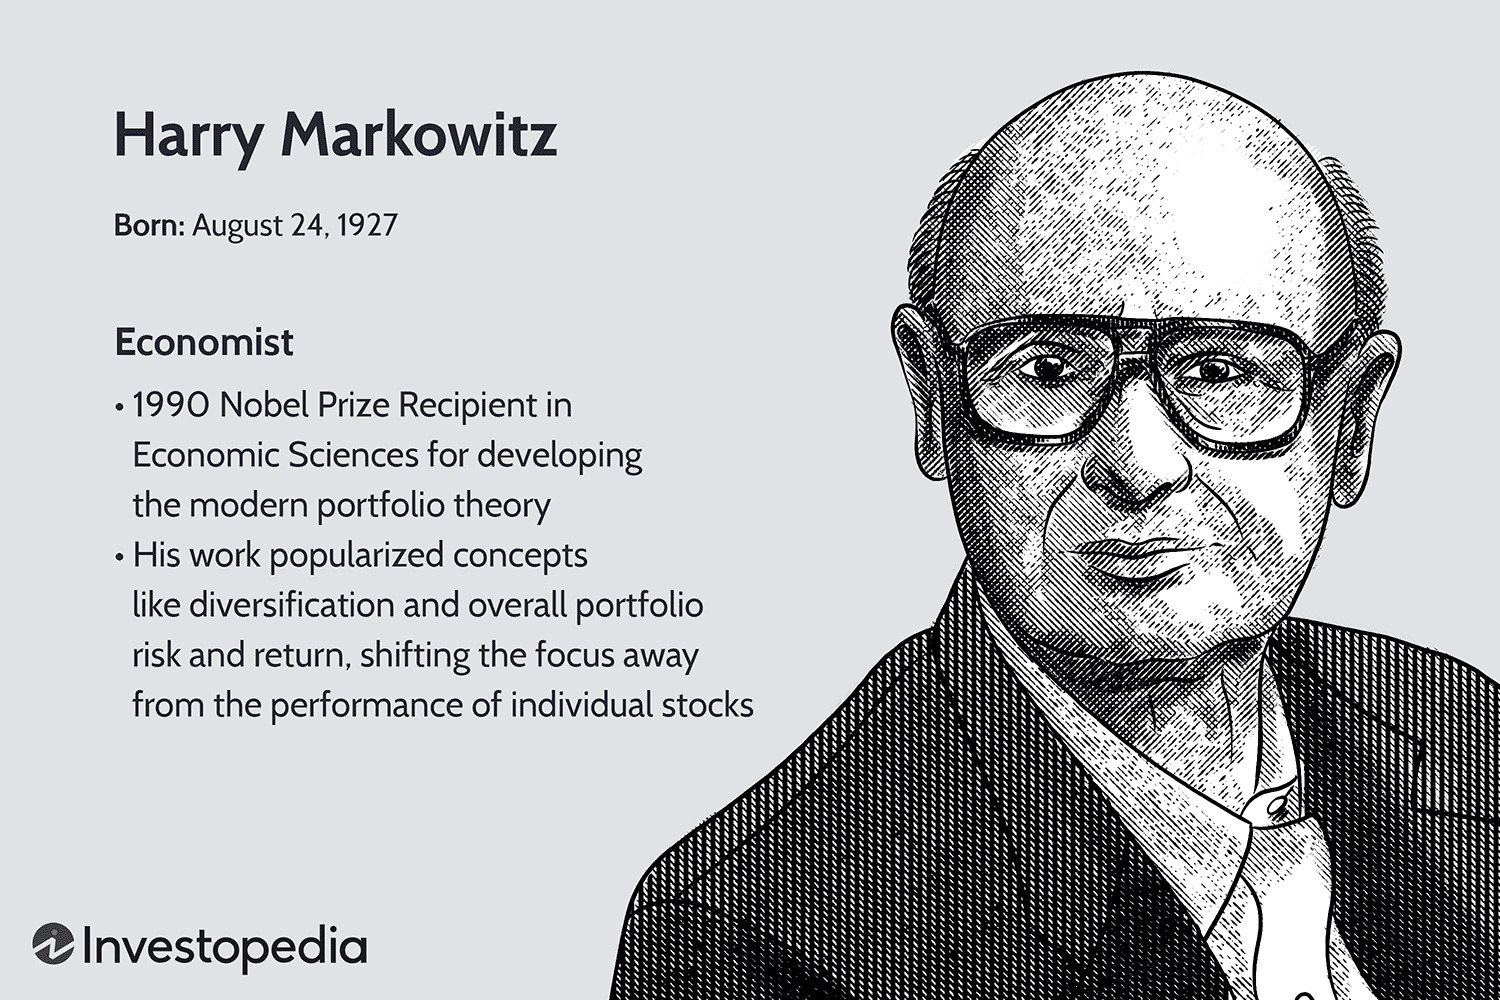 Harry Markowitz
Born: August 24, 1927
Economist
• 1990 Nobel Prize Recipient in
Economic Sciences for developing
the modern portfolio theory
• His work popularized concepts
like diversification and overall portfolio
risk and return, shifting the focus away
from the performance of individual stocks
Investopedia